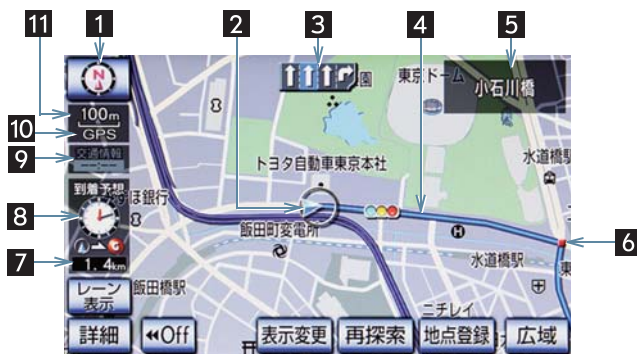 11
1
2
3
4
5
N
園
東京ドーム
小石川橋
10
100m
GPS
9
交通情報
--:--
トヨタ自動車東京本社
水道橋駅
到着予想
ほ銀行
8
飯田町変電所
H
6
水道橋駅
東
7
1.4km
レーン
表示
飯田橋駅
ニチレイ
詳細
◀◀Off
表示変更
再探索
地点登録
広域